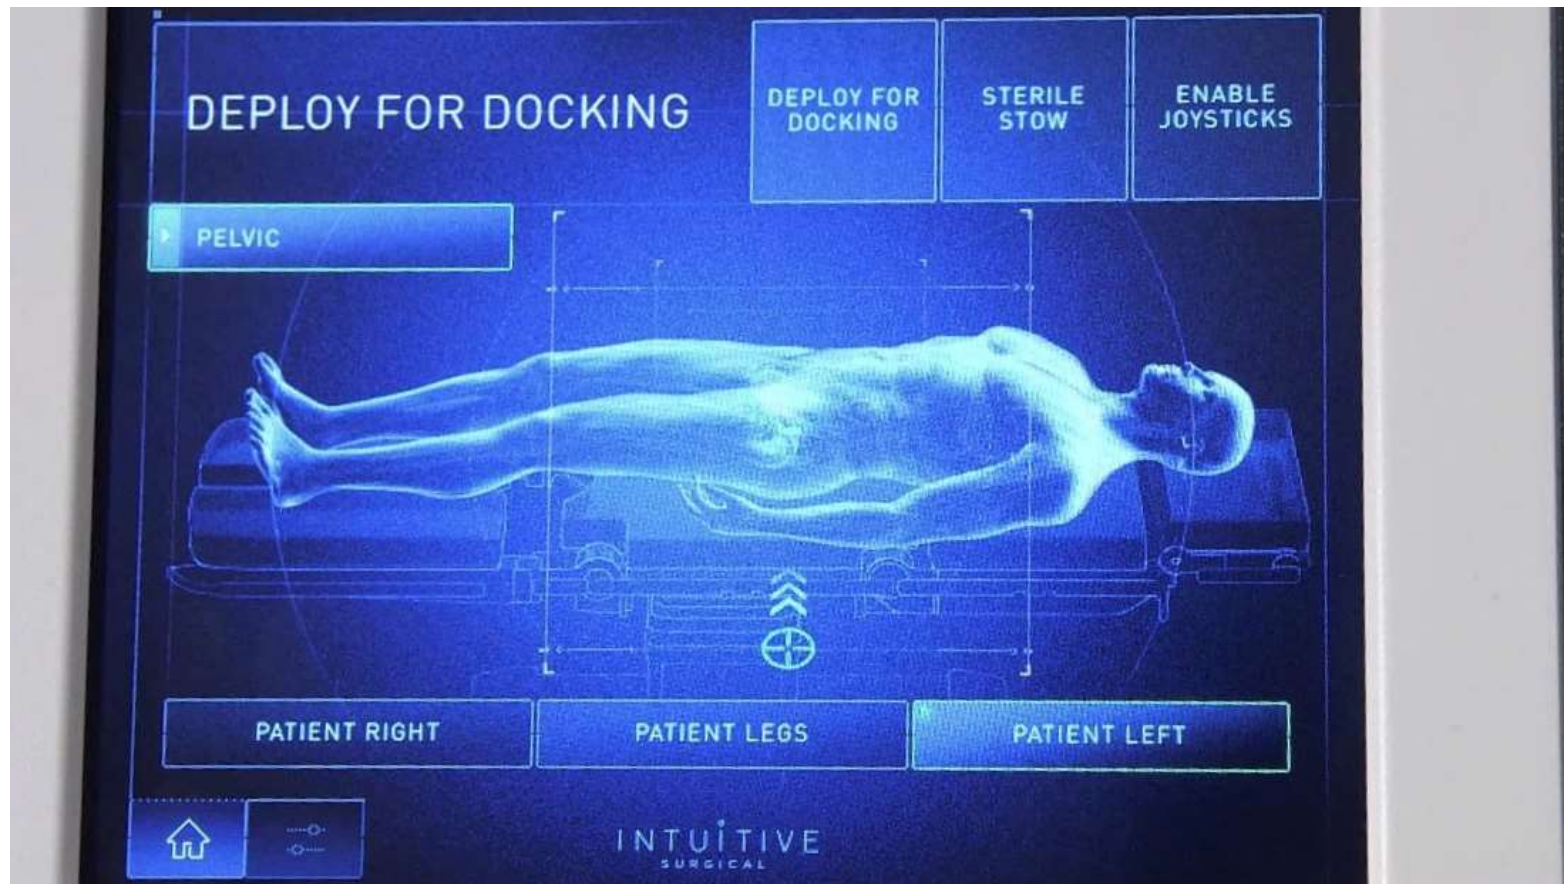 DEPLOY FOR DOCKING
DEPLOY FOR
DOCKING
STERILE
STOW
ENABLE
JOYSTICKS
PELVIC
PATIENT RIGHT
PATIENT LEGS
PATIENT LEFT
INTUITIVE
SURGICAL